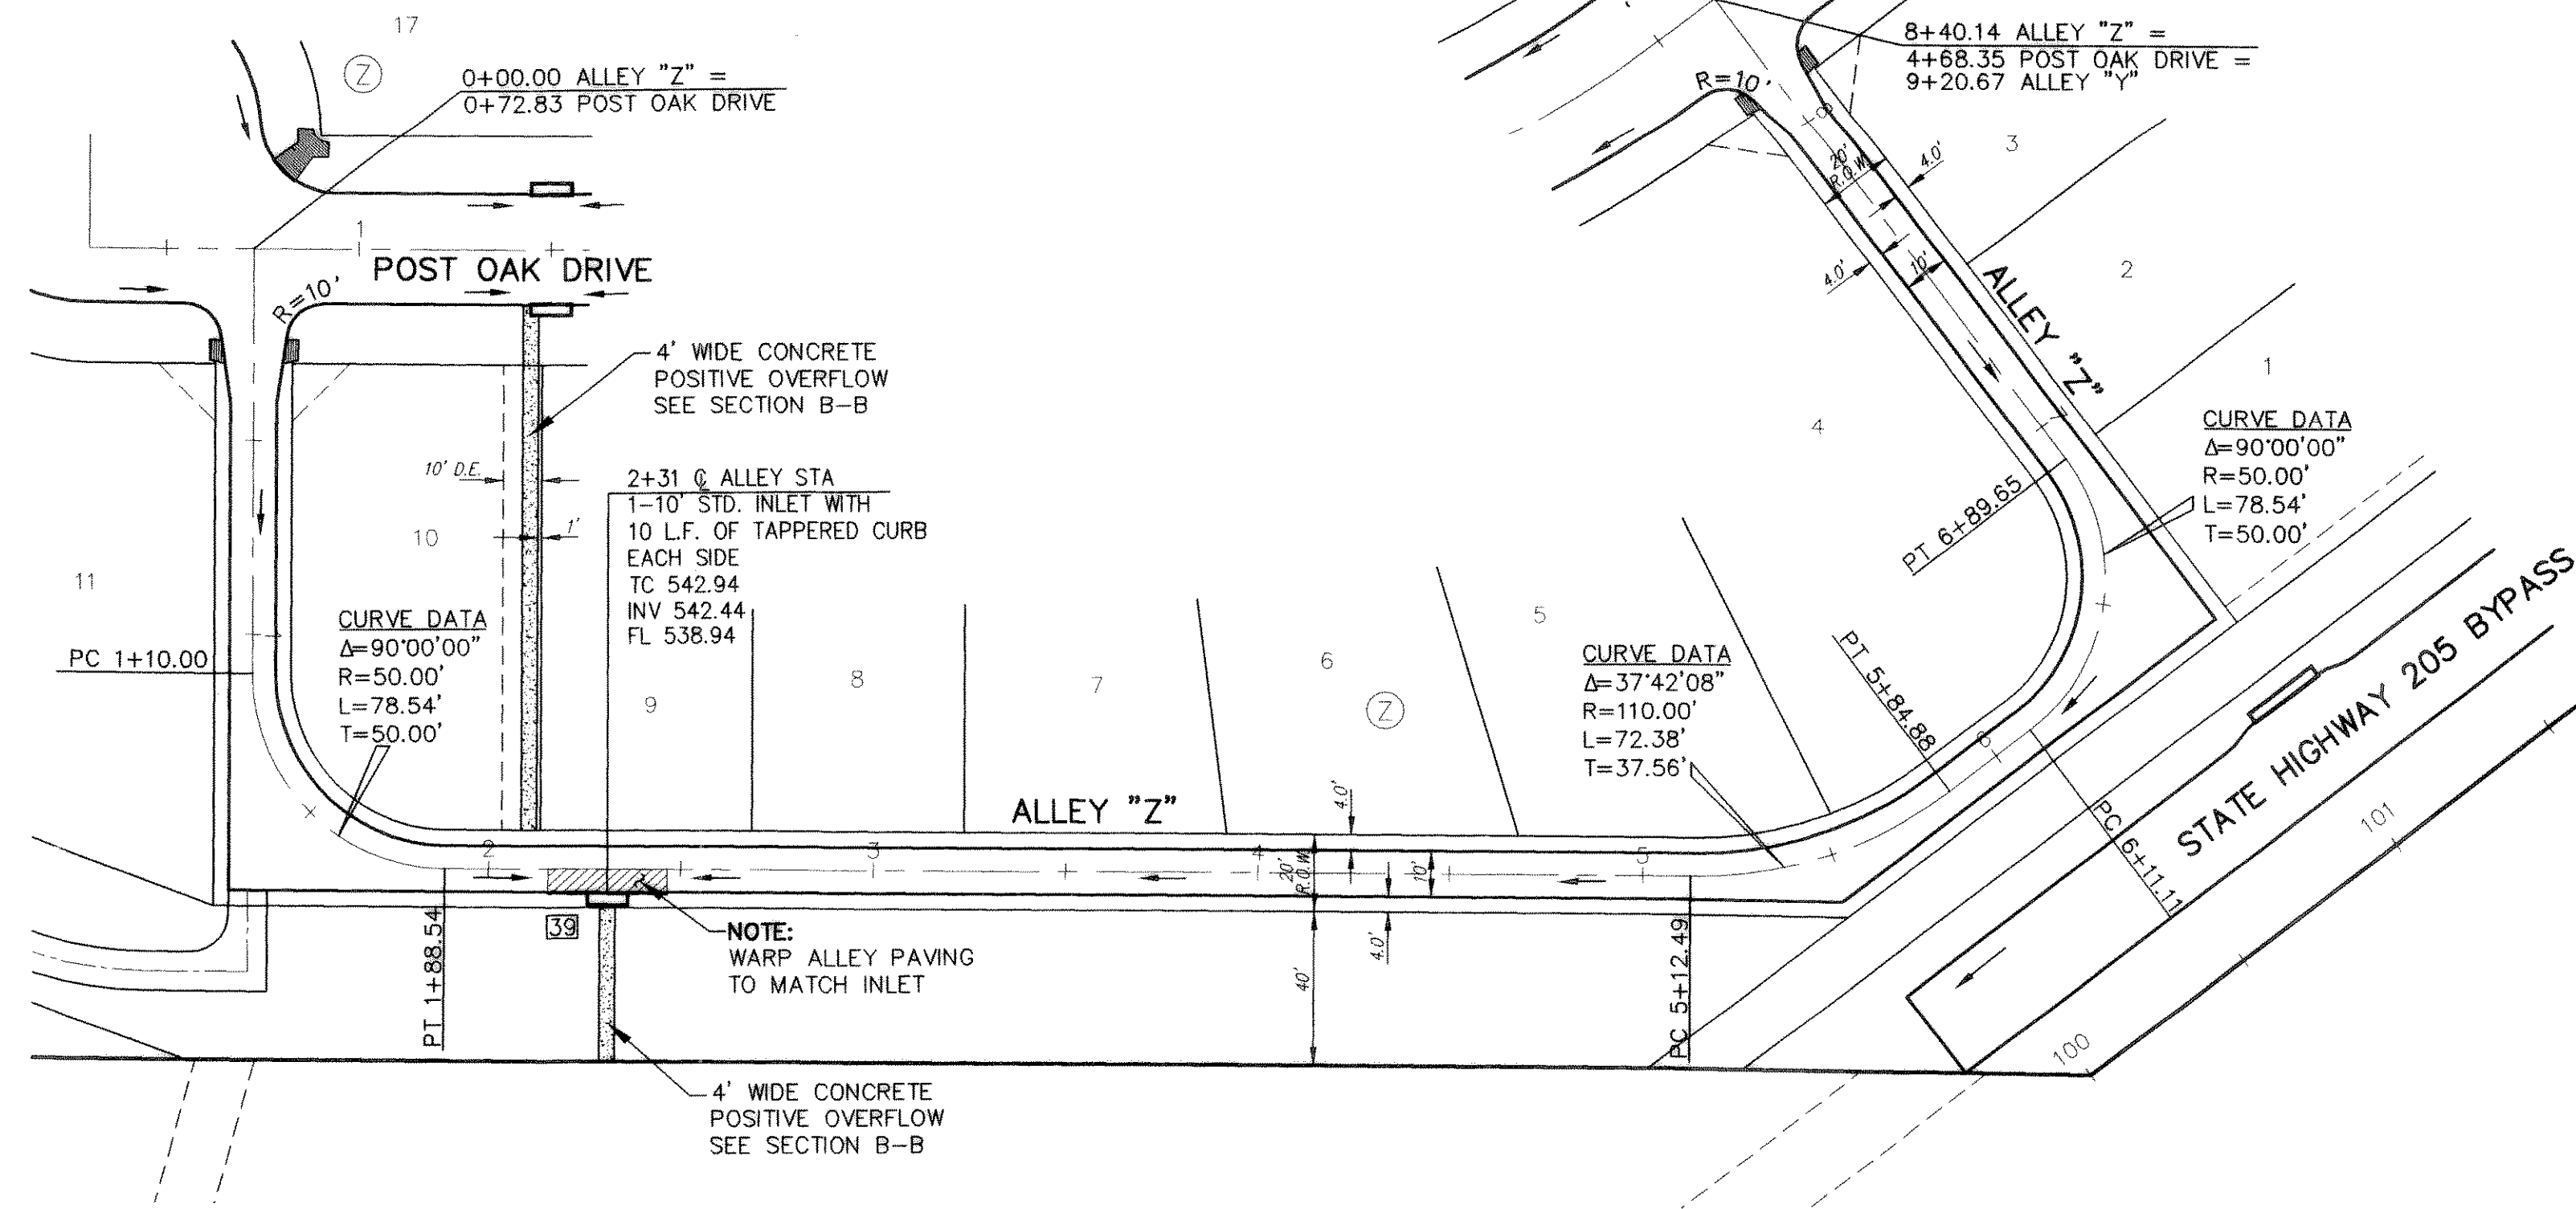 17
Z
0+00.00 ALLEY "Z" =
0+72.83 POST OAK DRIVE
1
POST OAK DRIVE
R=10'
4' WIDE CONCRETE
POSITIVE OVERFLOW
SEE SECTION B-B
10' D.E.
1'
10
11
2+31 ℄ ALLEY STA
1-10' STD. INLET WITH
10 L.F. OF TAPPERED CURB
EACH SIDE
TC 542.94
INV 542.44
FL 538.94
CURVE DATA
Δ=90°00'00"
R=50.00'
L=78.54'
T=50.00'
PC 1+10.00
9
8
7
6
5
4
Z
ALLEY "Z"
2
3
4
5
20'
R.O.W.
4.0'
10'
4.0'
40'
39
NOTE:
WARP ALLEY PAVING
TO MATCH INLET
PT 1+88.54
PC 5+12.49
4' WIDE CONCRETE
POSITIVE OVERFLOW
SEE SECTION B-B
8+40.14 ALLEY "Z" =
4+68.35 POST OAK DRIVE =
9+20.67 ALLEY "Y"
R=10'
8
20'
R.O.W.
4.0'
4.0'
10'
3
2
1
ALLEY "Z"
7
CURVE DATA
Δ=90°00'00"
R=50.00'
L=78.54'
T=50.00'
PT 6+89.65
CURVE DATA
Δ=37°42'08"
R=110.00'
L=72.38'
T=37.56'
PT 5+84.88
6
PC 6+11.11
STATE HIGHWAY 205 BYPASS
101
100